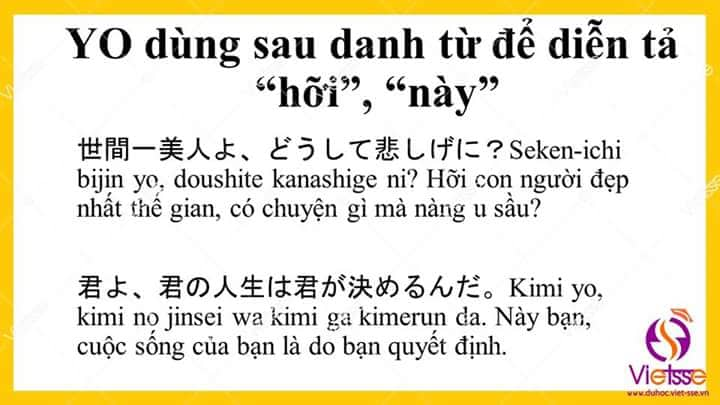 YO dùng sau danh từ để diễn tả
“hỡi”, “này”
世間一美人よ、どうして悲しげに？Seken-ichi
bijin yo, doushite kanashige ni? Hỡi con người đẹp
nhất thế gian, có chuyện gì mà nàng u sầu?
君よ、君の人生は君が決めるんだ。Kimi yo,
kimi no jinsei wa kimi ga kimerun da. Này bạn,
cuộc sống của bạn là do bạn quyết định.
Vietsse
www.duhoc.viet-sse.vn